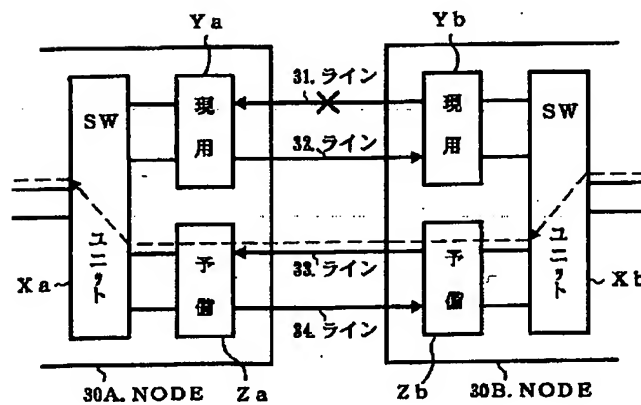 Ya
Yb
31.ライン
SW
現用
現用
SW
32.ライン
ユニット
予備
33.ライン
予備
ユニット
Xa
Xb
34.ライン
30A.NODE
Za
Zb
30B.NODE